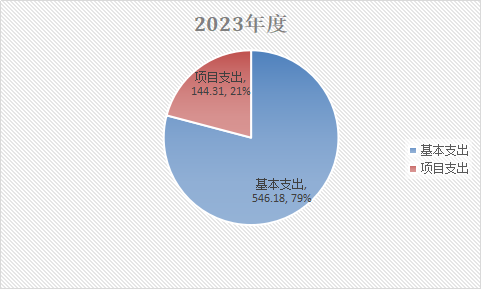 2023年度
项目支出,
144.31, 21%
基本支出,
546.18, 79%
基本支出
项目支出